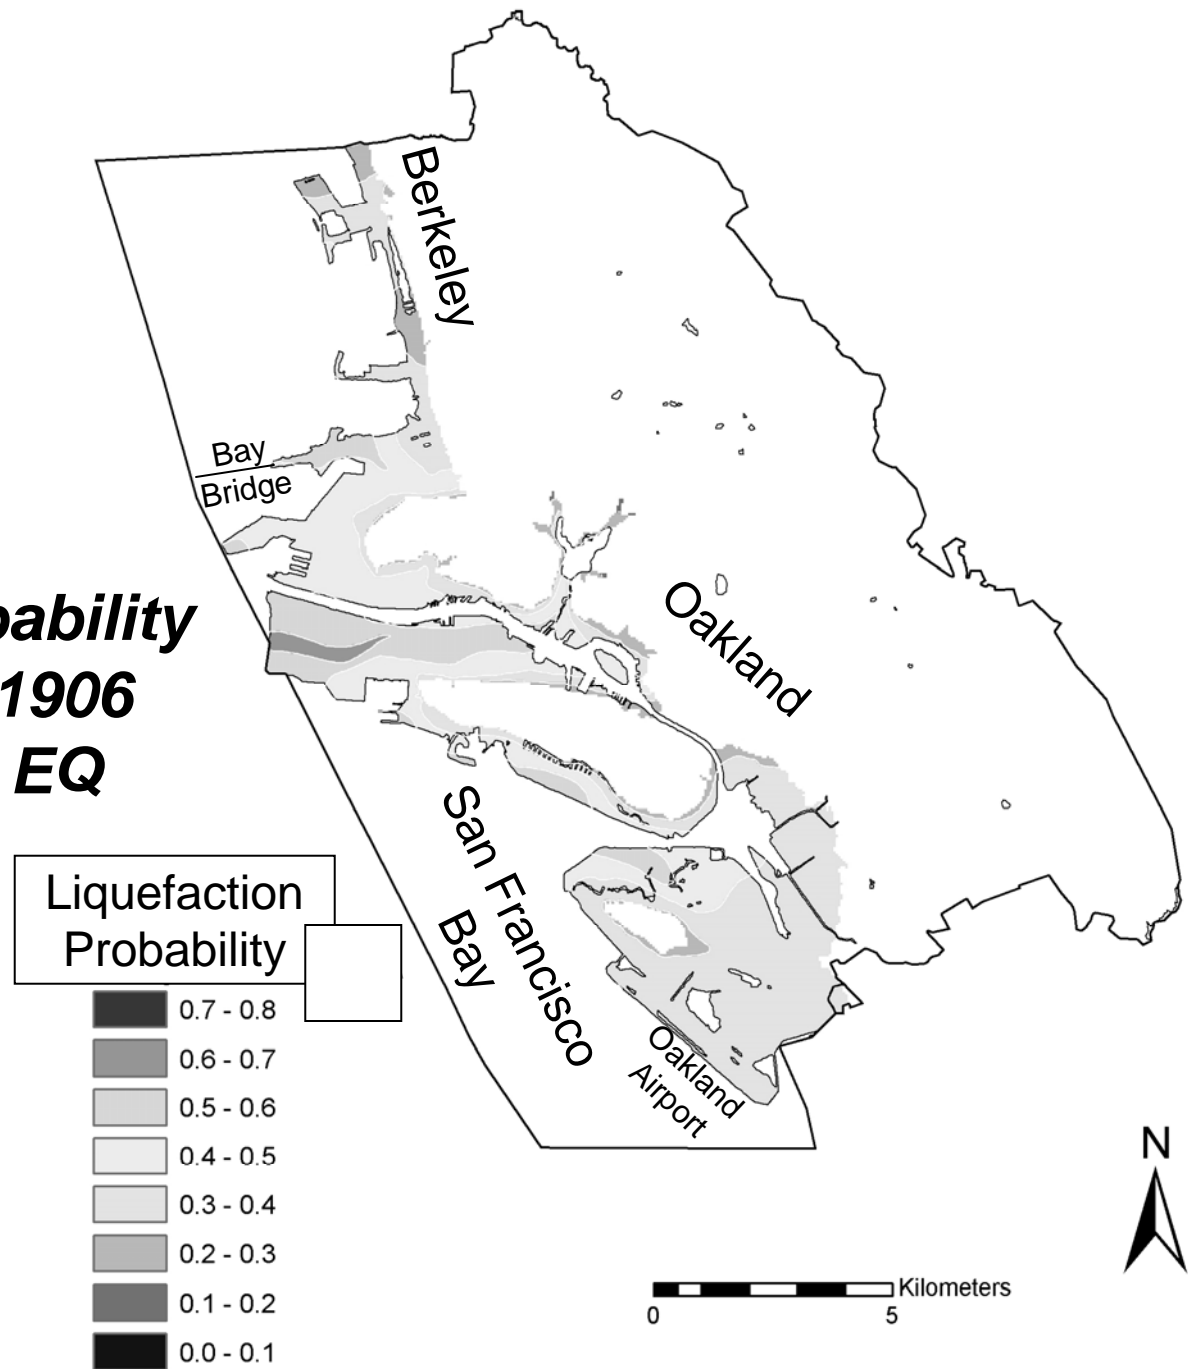 Berkeley
Bay
Bridge
Oakland
pability
1906
EQ
San Francisco
Bay
Oakland
Airport
Liquefaction
Probability
0.7 - 0.8
0.6 - 0.7
0.5 - 0.6
0.4 - 0.5
0.3 - 0.4
0.2 - 0.3
0.1 - 0.2
0.0 - 0.1
N
Kilometers
0 5